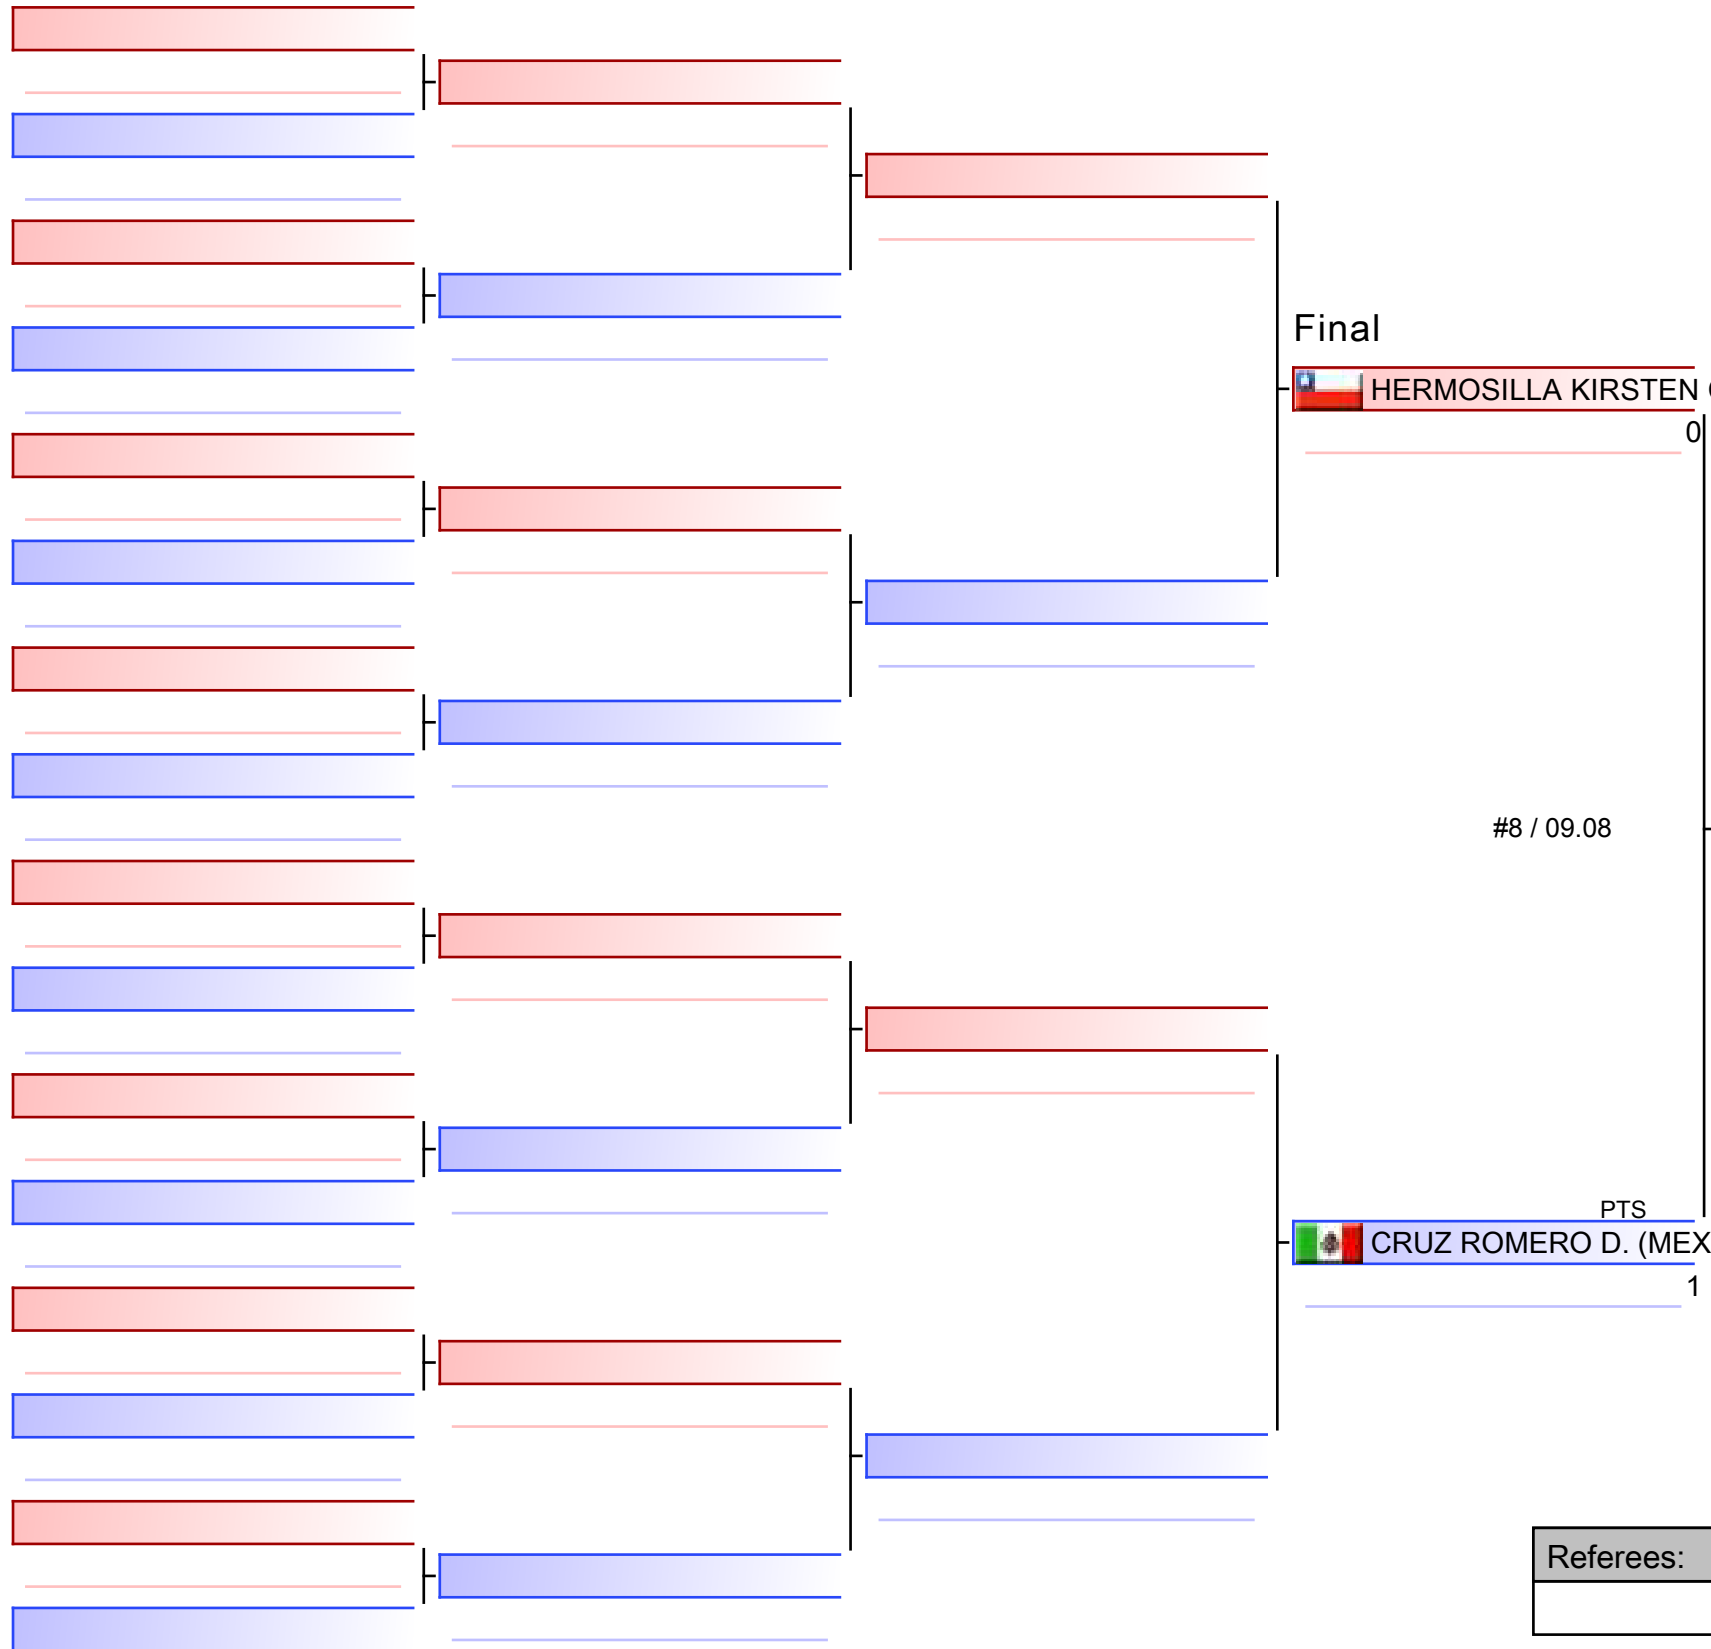 Final
HERMOSILLA KIRSTEN
0
#8 / 09.08
PTS
CRUZ ROMERO D. (MEX
1
Referees: